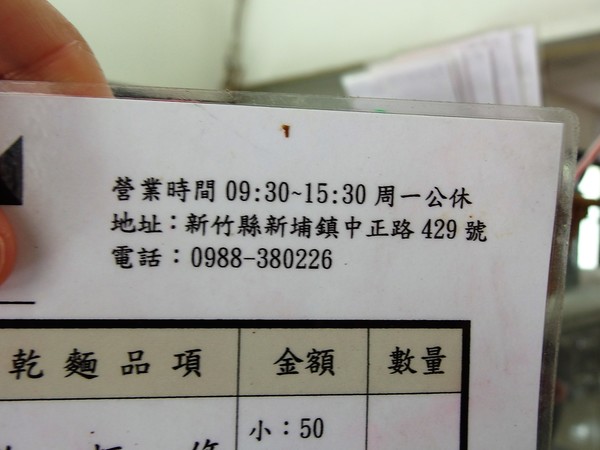 營業時間 09:30~15:30 周一公休
地址：新竹縣新埔鎮中正路 429 號
電話：0988-380226
乾麵品項 金額 數量
小：50